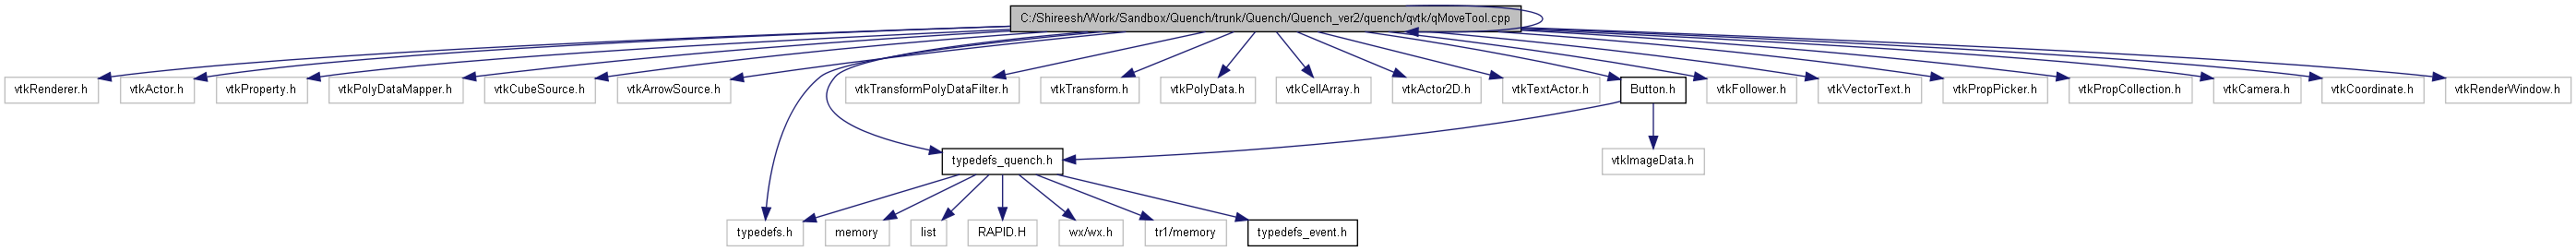 C:/Shireesh/Work/Sandbox/Quench/trunk/Quench/Quench_ver2/quench/qvtk/qMoveTool.cpp
vtkRenderer.h
vtkActor.h
vtkProperty.h
vtkPolyDataMapper.h
vtkCubeSource.h
vtkArrowSource.h
vtkTransformPolyDataFilter.h
vtkTransform.h
vtkPolyData.h
vtkCellArray.h
vtkActor2D.h
vtkTextActor.h
Button.h
vtkFollower.h
vtkVectorText.h
vtkPropPicker.h
vtkPropCollection.h
vtkCamera.h
vtkCoordinate.h
vtkRenderWindow.h
typedefs_quench.h
vtkImageData.h
typedefs.h
memory
list
RAPID.H
wx/wx.h
tr1/memory
typedefs_event.h